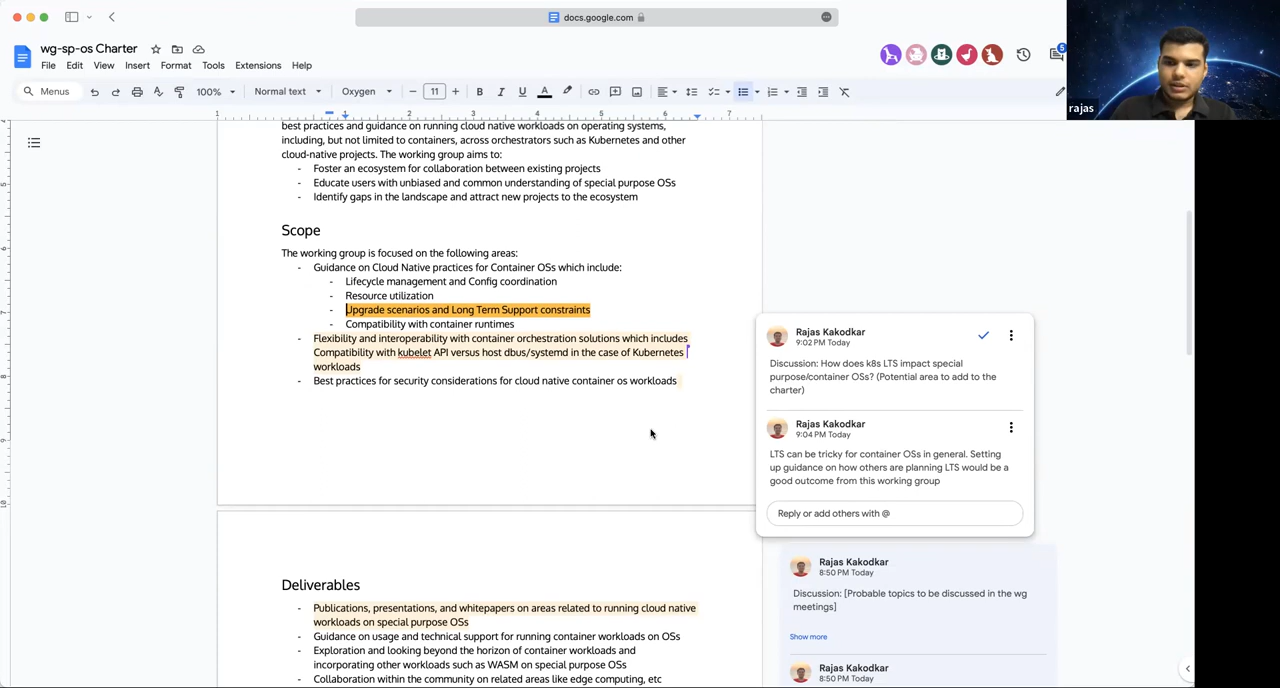 docs.google.com
wg-sp-os Charter
File Edit View Insert Format Tools Extensions Help
5
Menus 100% Normal text Oxygen 11 B I U A
1 1 2 3 4 5 6 7
best practices and guidance on running cloud native workloads on operating systems,
including, but not limited to containers, across orchestrators such as Kubernetes and other
cloud-native projects. The working group aims to:
- Foster an ecosystem for collaboration between existing projects
- Educate users with unbiased and common understanding of special purpose OSs
- Identify gaps in the landscape and attract new projects to the ecosystem
Scope
The working group is focused on the following areas:
- Guidance on Cloud Native practices for Container OSs which include:
- Lifecycle management and Config coordination
- Resource utilization
- Upgrade scenarios and Long Term Support constraints
- Compatibility with container runtimes
- Flexibility and interoperability with container orchestration solutions which includes
Compatibility with kubelet API versus host dbus/systemd in the case of Kubernetes
workloads
- Best practices for security considerations for cloud native container os workloads
Deliverables
- Publications, presentations, and whitepapers on areas related to running cloud native
workloads on special purpose OSs
- Guidance on usage and technical support for running container workloads on OSs
- Exploration and looking beyond the horizon of container workloads and
incorporating other workloads such as WASM on special purpose OSs
- Collaboration within the community on related areas like edge computing, etc
Rajas Kakodkar
9:02 PM Today
Discussion: How does k8s LTS impact special
purpose/container OSs? (Potential area to add to the
charter)
Rajas Kakodkar
9:04 PM Today
LTS can be tricky for container OSs in general. Setting
up guidance on how others are planning LTS would be a
good outcome from this working group
Reply or add others with @
Rajas Kakodkar
8:50 PM Today
Discussion: [Probable topics to be discussed in the wg
meetings]
Show more
Rajas Kakodkar
8:50 PM Today
rajas